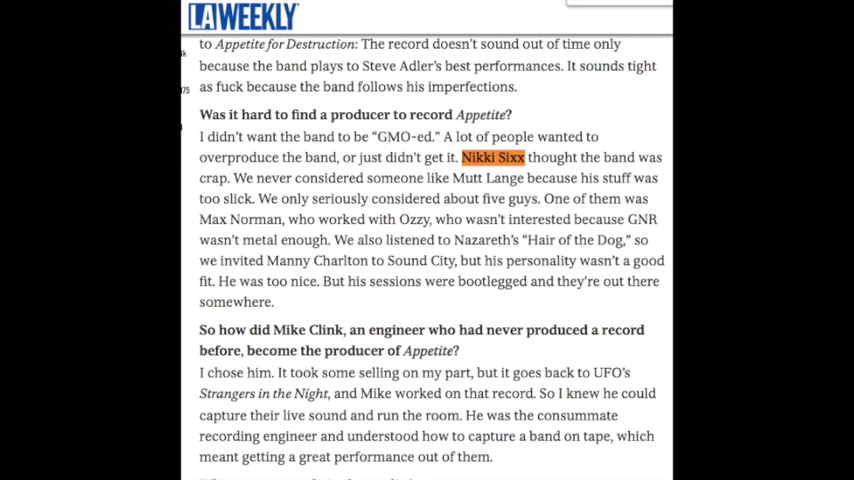 LA WEEKLY
to Appetite for Destruction: The record doesn't sound out of time only
because the band plays to Steve Adler's best performances. It sounds tight
as fuck because the band follows his imperfections.
Was it hard to find a producer to record Appetite?
I didn't want the band to be “GMO-ed.” A lot of people wanted to
overproduce the band, or just didn't get it. Nikki Sixx thought the band was
crap. We never considered someone like Mutt Lange because his stuff was
too slick. We only seriously considered about five guys. One of them was
Max Norman, who worked with Ozzy, who wasn't interested because GNR
wasn't metal enough. We also listened to Nazareth's “Hair of the Dog,” so
we invited Manny Charlton to Sound City, but his personality wasn't a good
fit. He was too nice. But his sessions were bootlegged and they're out there
somewhere.
So how did Mike Clink, an engineer who had never produced a record
before, become the producer of Appetite?
I chose him. It took some selling on my part, but it goes back to UFO's
Strangers in the Night, and Mike worked on that record. So I knew he could
capture their live sound and run the room. He was the consummate
recording engineer and understood how to capture a band on tape, which
meant getting a great performance out of them.